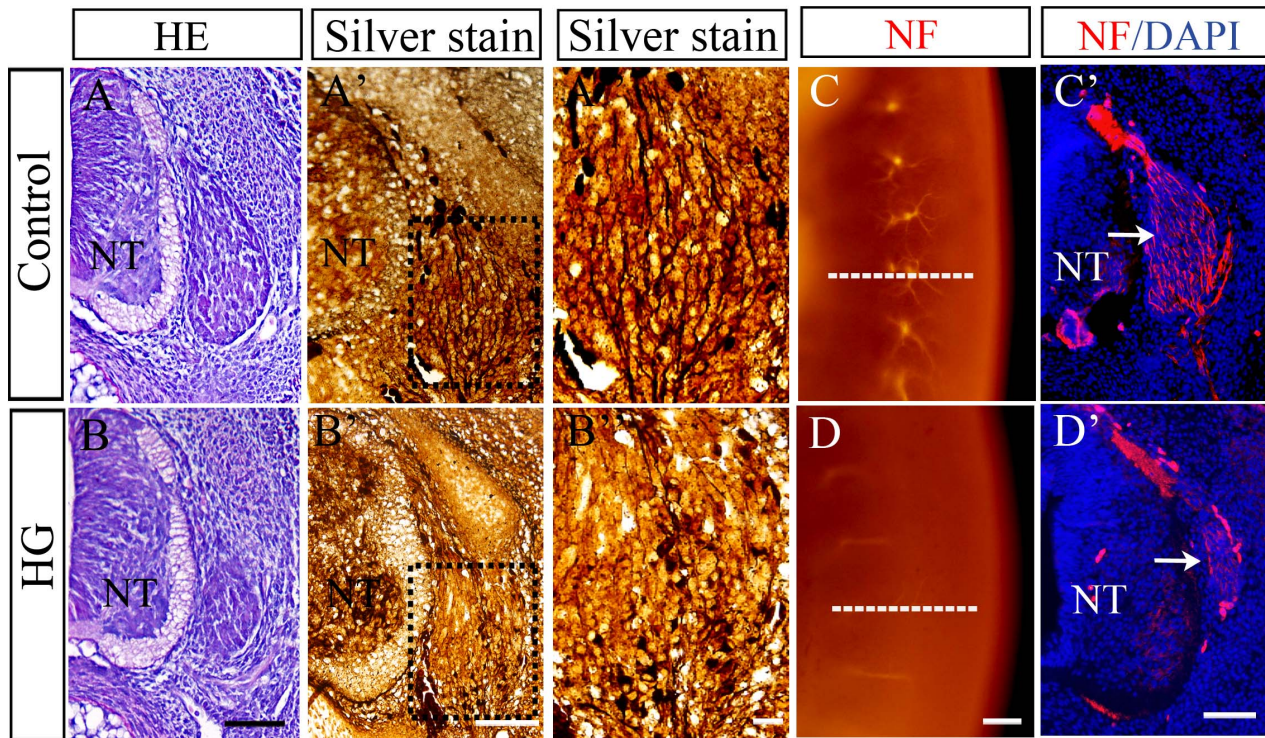 HE
Silver stain
Silver stain
NF
NF/DAPI
Control
A
NT
A'
NT
A'
C
C'
NT
HG
B
NT
B'
NT
B'
D
D'
NT